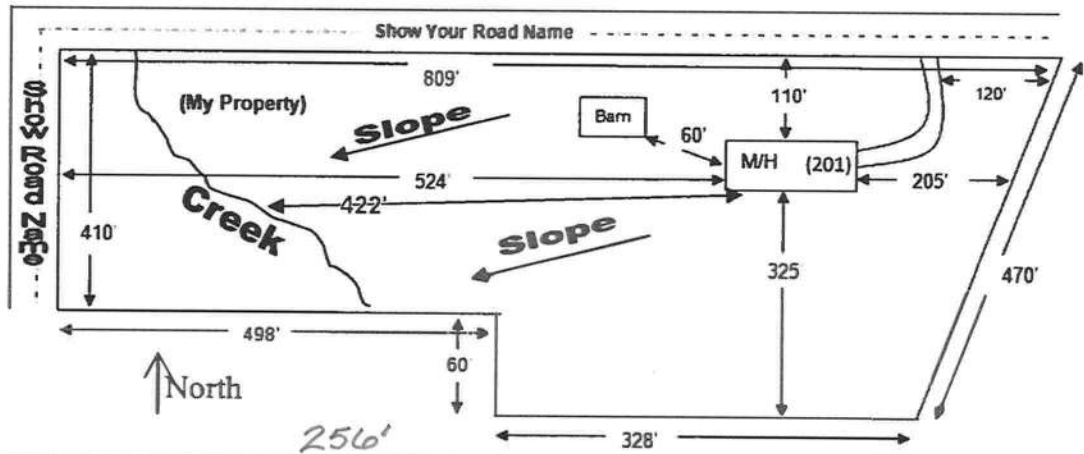 Show Your Road Name
809'
(My Property)
Slope
Barn
110'
120'
60'
M/H (201)
Show Road Name
524'
205'
422'
Creek
410'
Slope
325
470'
498'
60'
North
256'
328'